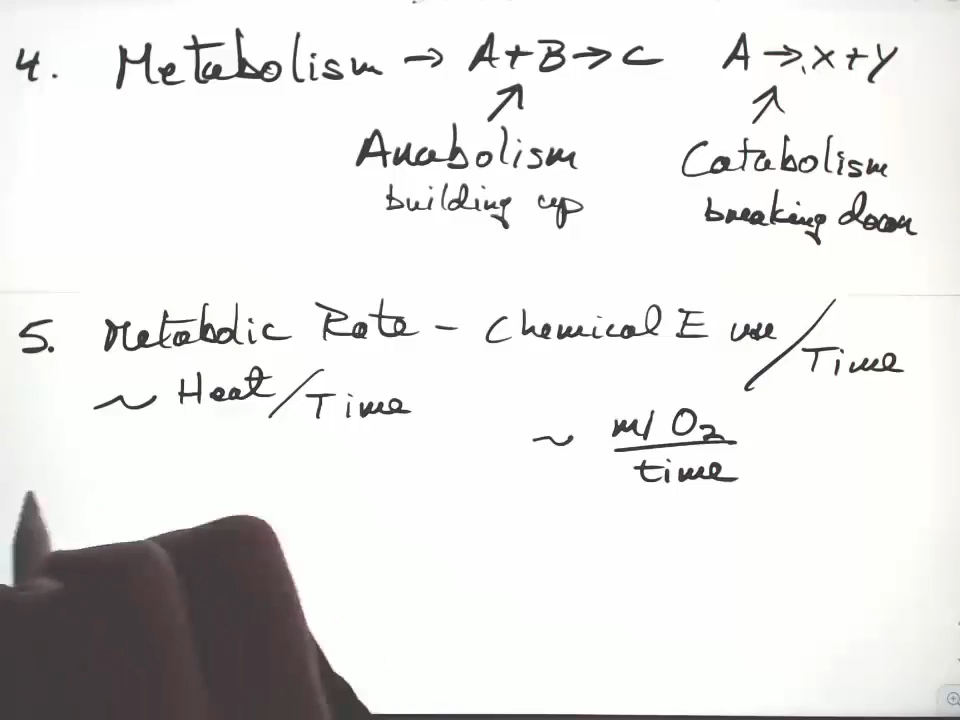 4. Metabolism → A+B→C A→X+Y
Anabolism Catabolism
building up breaking down
5. Metabolic Rate - Chemical E use/Time
~ Heat/Time
~ ml O2
time